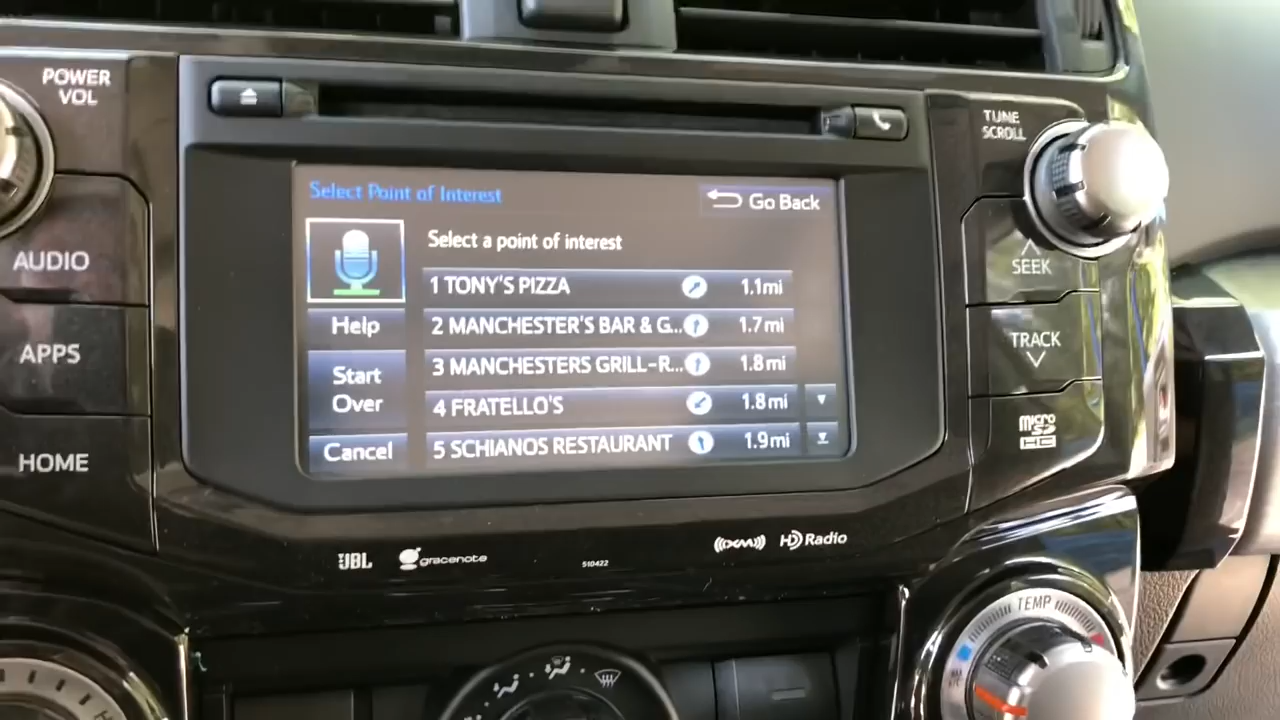 POWER
VOL
TUNE
SCROLL
Select Point of Interest
Go Back
Select a point of interest
AUDIO
SEEK
1 TONY'S PIZZA 1.1mi
Help
2 MANCHESTER'S BAR & G... 1.7mi
APPS
TRACK
3 MANCHESTERS GRILL-R... 1.8mi
Start
Over
4 FRATELLO'S 1.8mi
HOME
micro
SD
HC
Cancel
5 SCHIANOS RESTAURANT 1.9mi
JBL
gracenote
510422
((XM))
HD Radio
TEMP